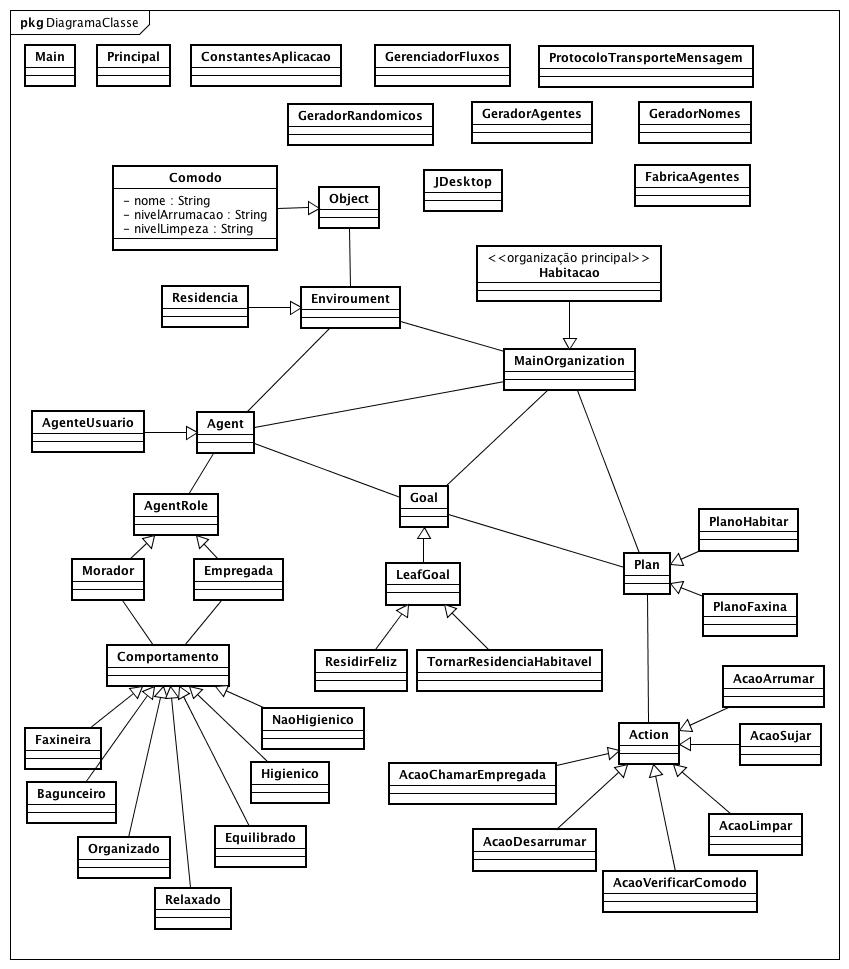 pkg DiagramaClasse
Main
Principal
ConstantesAplicacao
GerenciadorFluxos
ProtocoloTransporteMensagem
GeradorRandomicos
GeradorAgentes
GeradorNomes
Comodo
- nome : String
- nivelArrumacao : String
- nivelLimpeza : String
Object
JDesktop
FabricaAgentes
<<organização principal>>
Habitacao
Residencia
Enviroument
MainOrganization
AgenteUsuario
Agent
AgentRole
Goal
PlanoHabitar
Morador
Empregada
LeafGoal
Plan
PlanoFaxina
Comportamento
ResidirFeliz
TornarResidenciaHabitavel
AcaoArrumar
NaoHigienico
Faxineira
Action
AcaoSujar
Higienico
AcaoChamarEmpregada
Bagunceiro
Equilibrado
AcaoLimpar
Organizado
AcaoDesarrumar
AcaoVerificarComodo
Relaxado